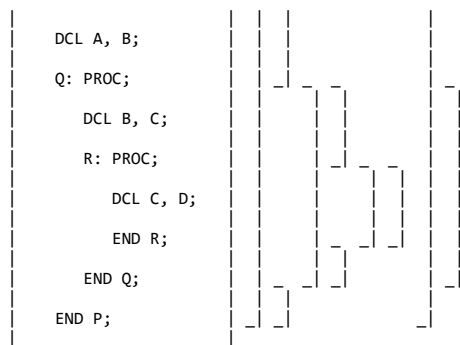 DCL A, B;
Q: PROC;
DCL B, C;
R: PROC;
DCL C, D;
END R;
END Q;
END P;